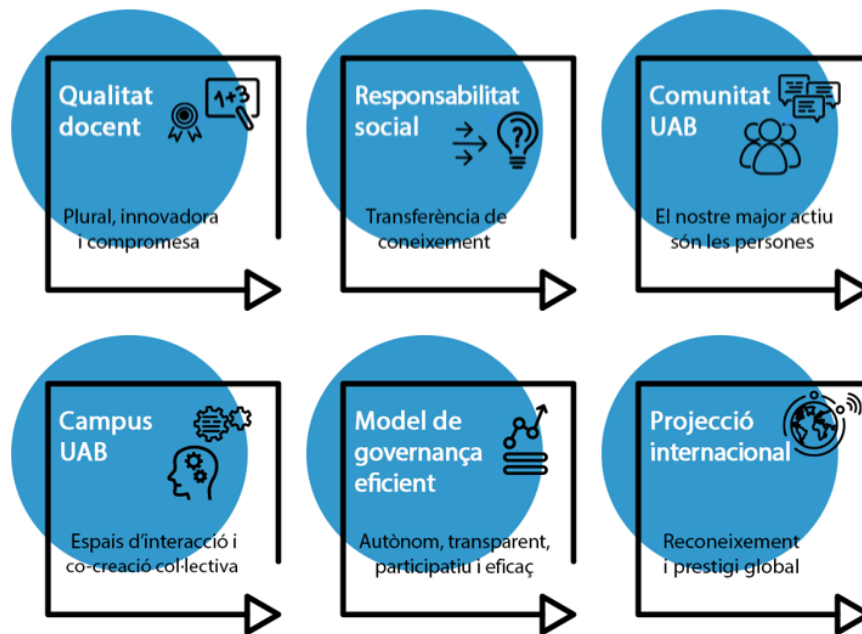 Qualitat
docent
1+3
Plural, innovadora
i compromesa
Responsabilitat
social
?
Transferència de
coneixement
Comunitat
UAB
El nostre major actiu
són les persones
Campus
UAB
Espais d’interacció i
co-creació col·lectiva
Model de
governança
eficient
Autònom, transparent,
participatiu i eficaç
Projecció
internacional
Reconeixement
i prestigi global